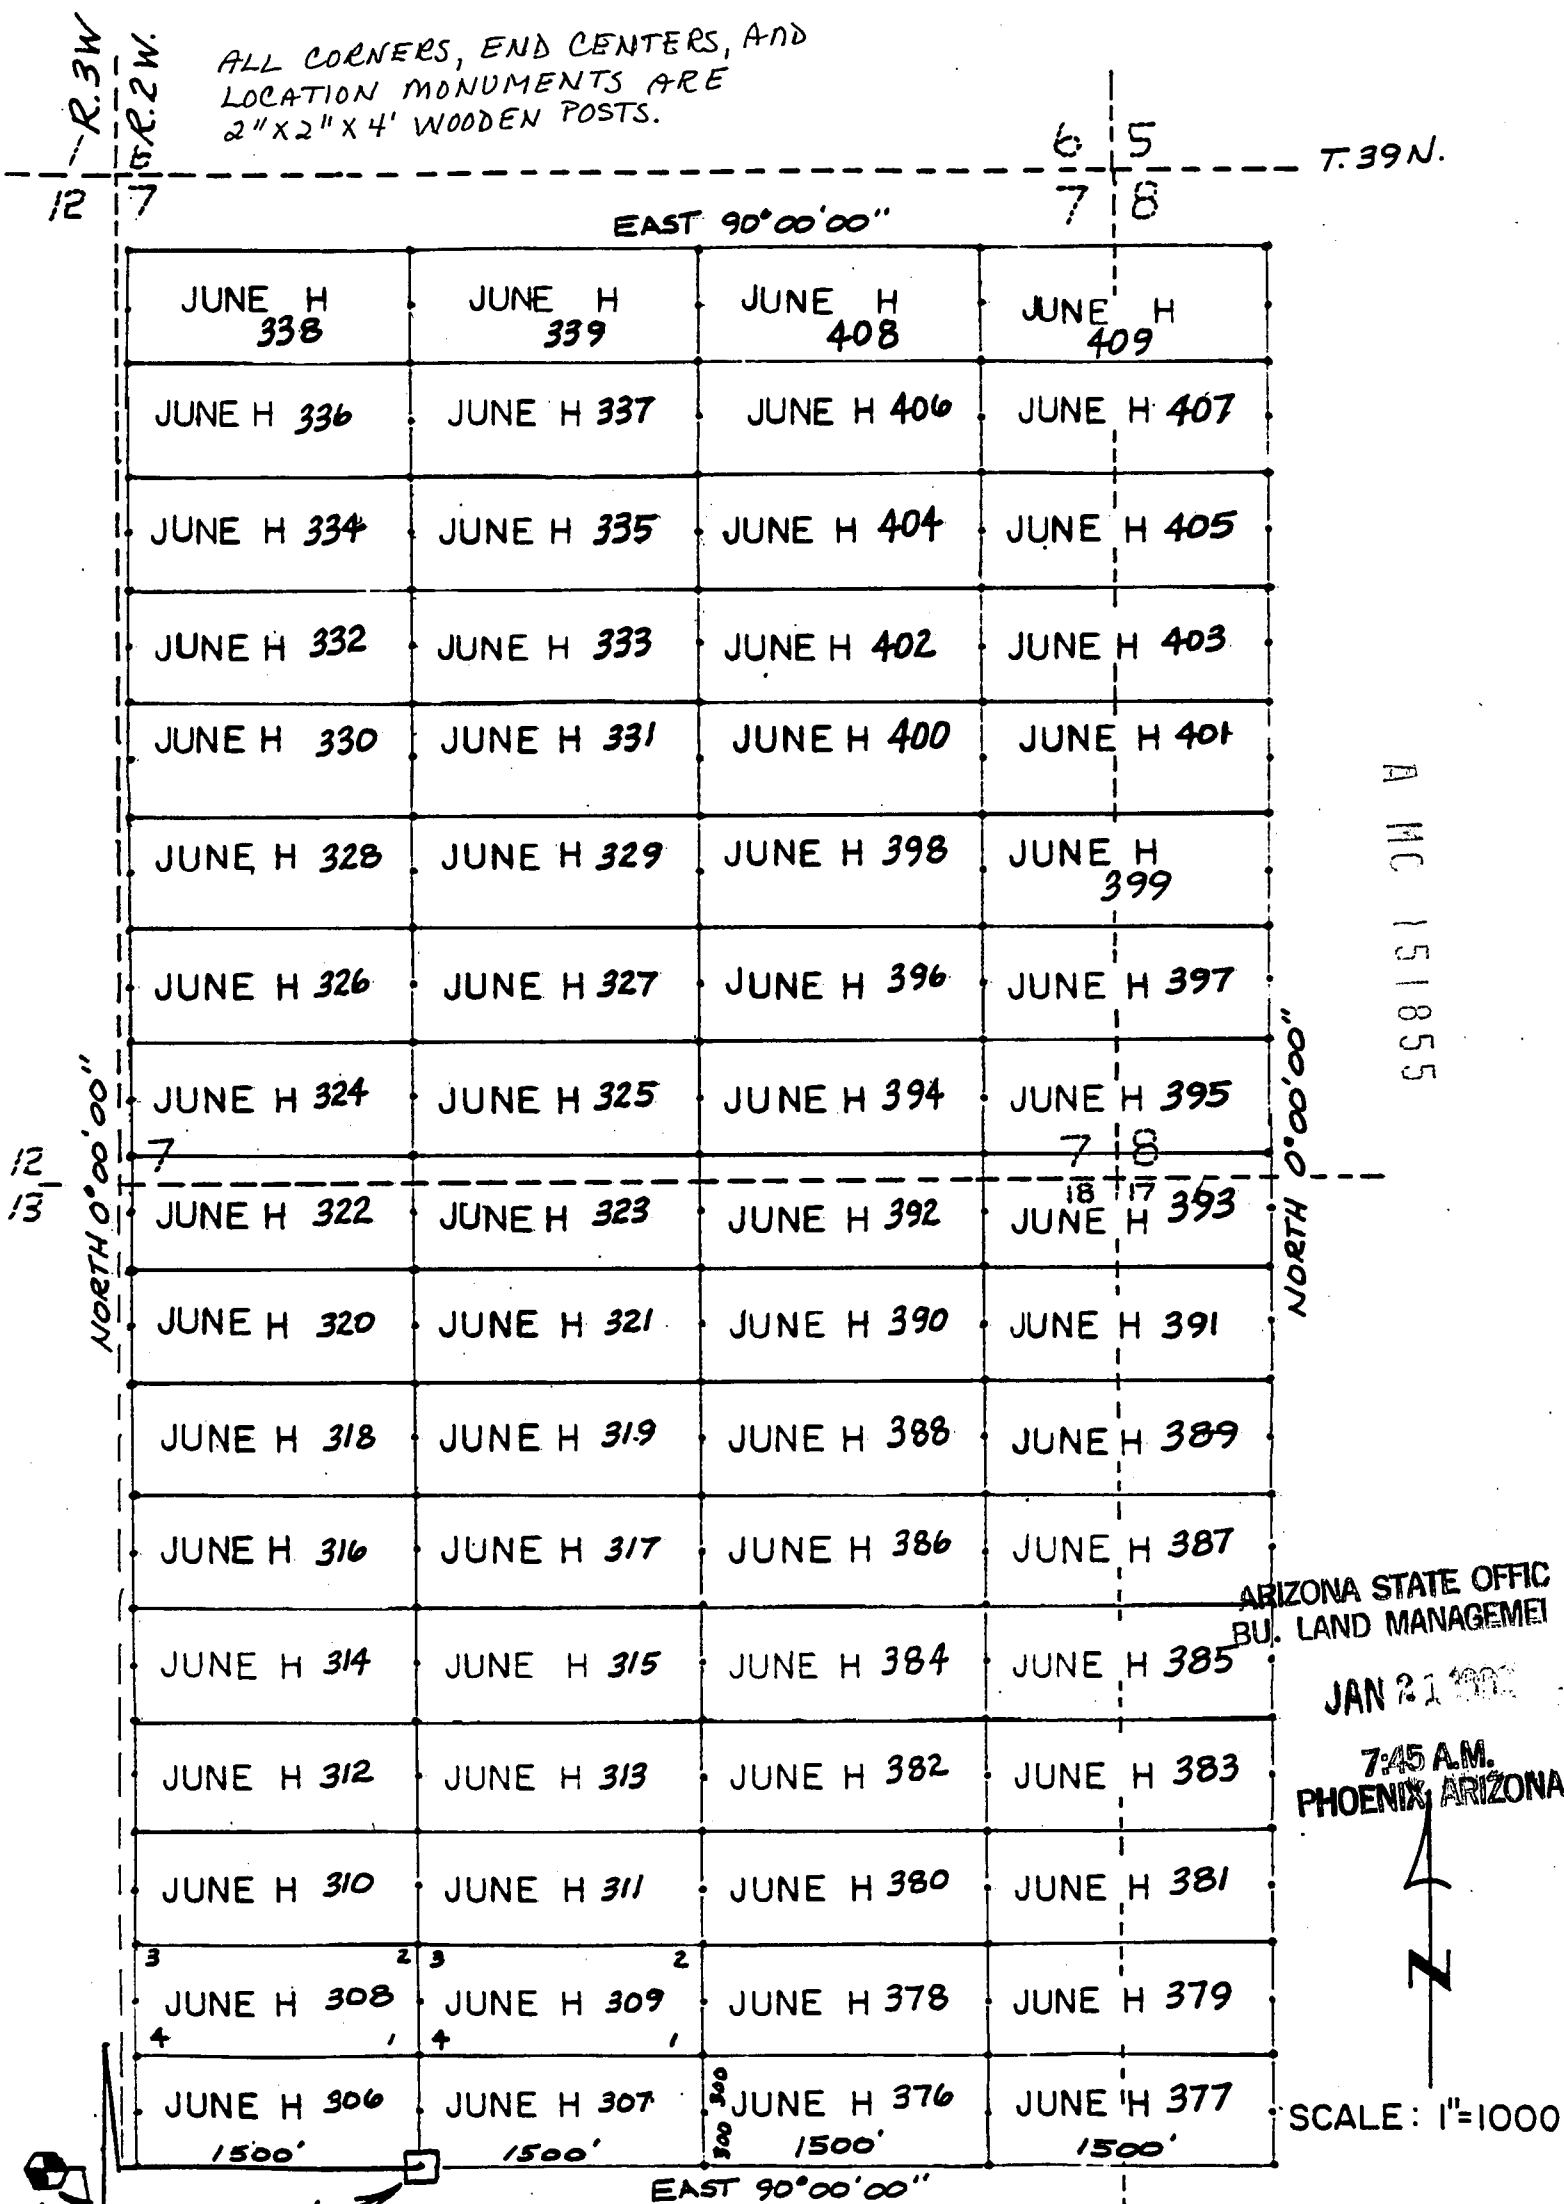 R.3W
R.2W.
ALL CORNERS, END CENTERS, AND
LOCATION MONUMENTS ARE
2"X2"X4' WOODEN POSTS.
6 5
T.39N.
12 7
7 8
EAST 90°00'00"
JUNE H 338
JUNE H 339
JUNE H 408
JUNE H 409
JUNE H 336
JUNE H 337
JUNE H 406
JUNE H 407
JUNE H 334
JUNE H 335
JUNE H 404
JUNE H 405
JUNE H 332
JUNE H 333
JUNE H 402
JUNE H 403
JUNE H 330
JUNE H 331
JUNE H 400
JUNE H 401
JUNE H 328
JUNE H 329
JUNE H 398
JUNE H 399
JUNE H 326
JUNE H 327
JUNE H 396
JUNE H 397
JUNE H 324
JUNE H 325
JUNE H 394
JUNE H 395
A MC 151855
NORTH 0°00'00"
NORTH 0°00'00"
12 7
13
7 8
18 17
JUNE H 322
JUNE H 323
JUNE H 392
JUNE H 393
JUNE H 320
JUNE H 321
JUNE H 390
JUNE H 391
JUNE H 318
JUNE H 319
JUNE H 388
JUNE H 389
JUNE H 316
JUNE H 317
JUNE H 386
JUNE H 387
ARIZONA STATE OFFIC
BU. LAND MANAGEMEI
JUNE H 314
JUNE H 315
JUNE H 384
JUNE H 385
JAN 21
7:45 A.M.
PHOENIX, ARIZONA
JUNE H 312
JUNE H 313
JUNE H 382
JUNE H 383
JUNE H 310
JUNE H 311
JUNE H 380
JUNE H 381
3 2 3 2
JUNE H 308
JUNE H 309
JUNE H 378
JUNE H 379
N
4 1 4 1
JUNE H 306
JUNE H 307
300 300
JUNE H 376
JUNE H 377
SCALE: 1"=1000
1500' 1500' 1500' 1500'
EAST 90°00'00"